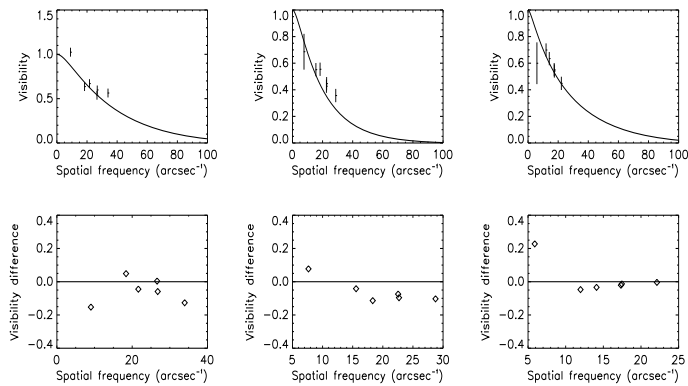 1.5
1.0
0.5
0.0
Visibility
0 20 40 60 80 100
Spatial frequency (arcsec⁻¹)
1.0
0.8
0.6
0.4
0.2
0.0
Visibility
0 20 40 60 80 100
Spatial frequency (arcsec⁻¹)
1.0
0.8
0.6
0.4
0.2
0.0
Visibility
0 20 40 60 80 100
Spatial frequency (arcsec⁻¹)
0.4
0.2
0.0
−0.2
−0.4
Visibility difference
0 10 20 30 40
Spatial frequency (arcsec⁻¹)
0.4
0.2
0.0
−0.2
−0.4
Visibility difference
5 10 15 20 25 30
Spatial frequency (arcsec⁻¹)
0.4
0.2
0.0
−0.2
−0.4
Visibility difference
5 10 15 20 25
Spatial frequency (arcsec⁻¹)